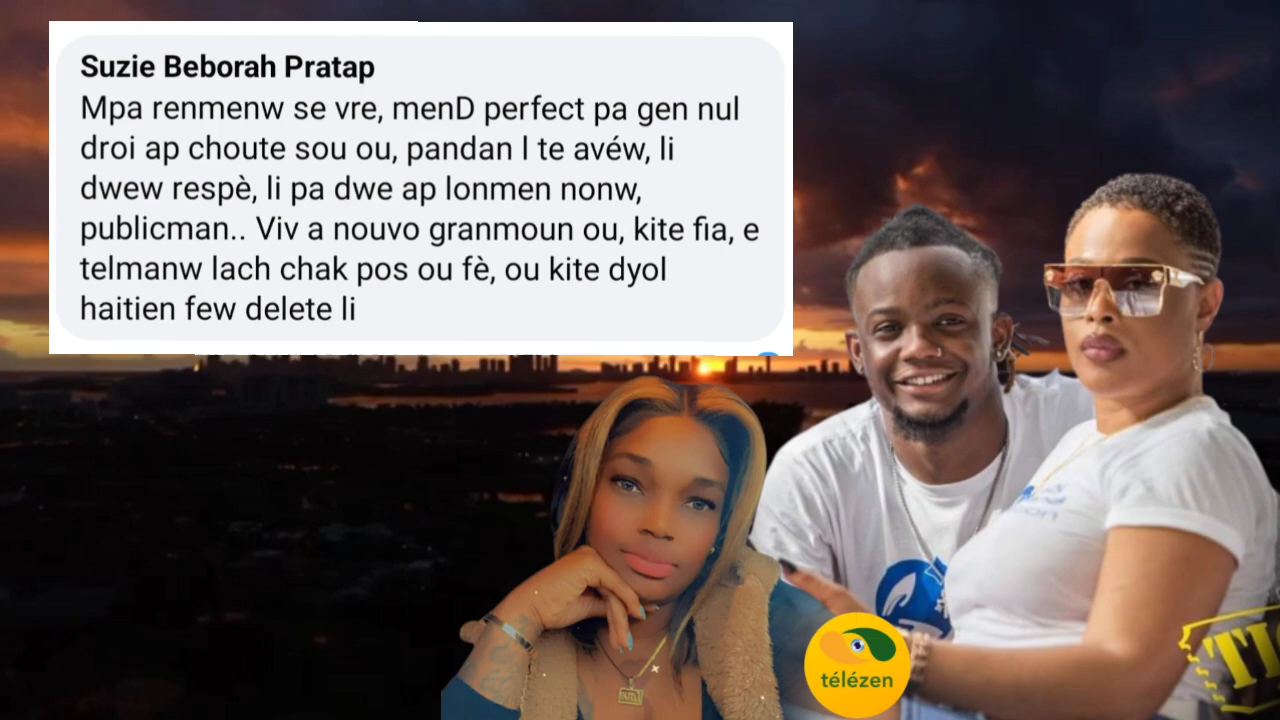 Suzie Beborah Pratap
Mpa renmenw se vre, menD perfect pa gen nul
droi ap choute sou ou, pandan l te avéw, li
dwew respè, li pa dwe ap lonmen nonw,
publicman.. Viv a nouvo granmoun ou, kite fia, e
telmanw lach chak pos ou fè, ou kite dyol
haitien few delete li
télézen